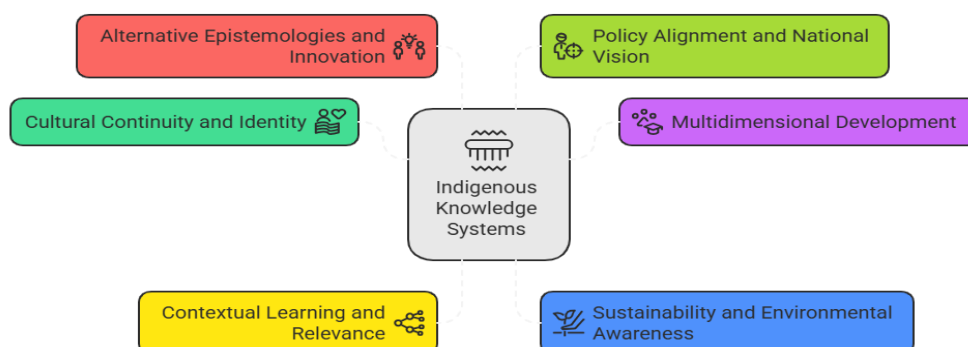 Alternative Epistemologies and
Innovation
Policy Alignment and National
Vision
Cultural Continuity and Identity
Multidimensional Development
Indigenous
Knowledge
Systems
Contextual Learning and
Relevance
Sustainability and Environmental
Awareness